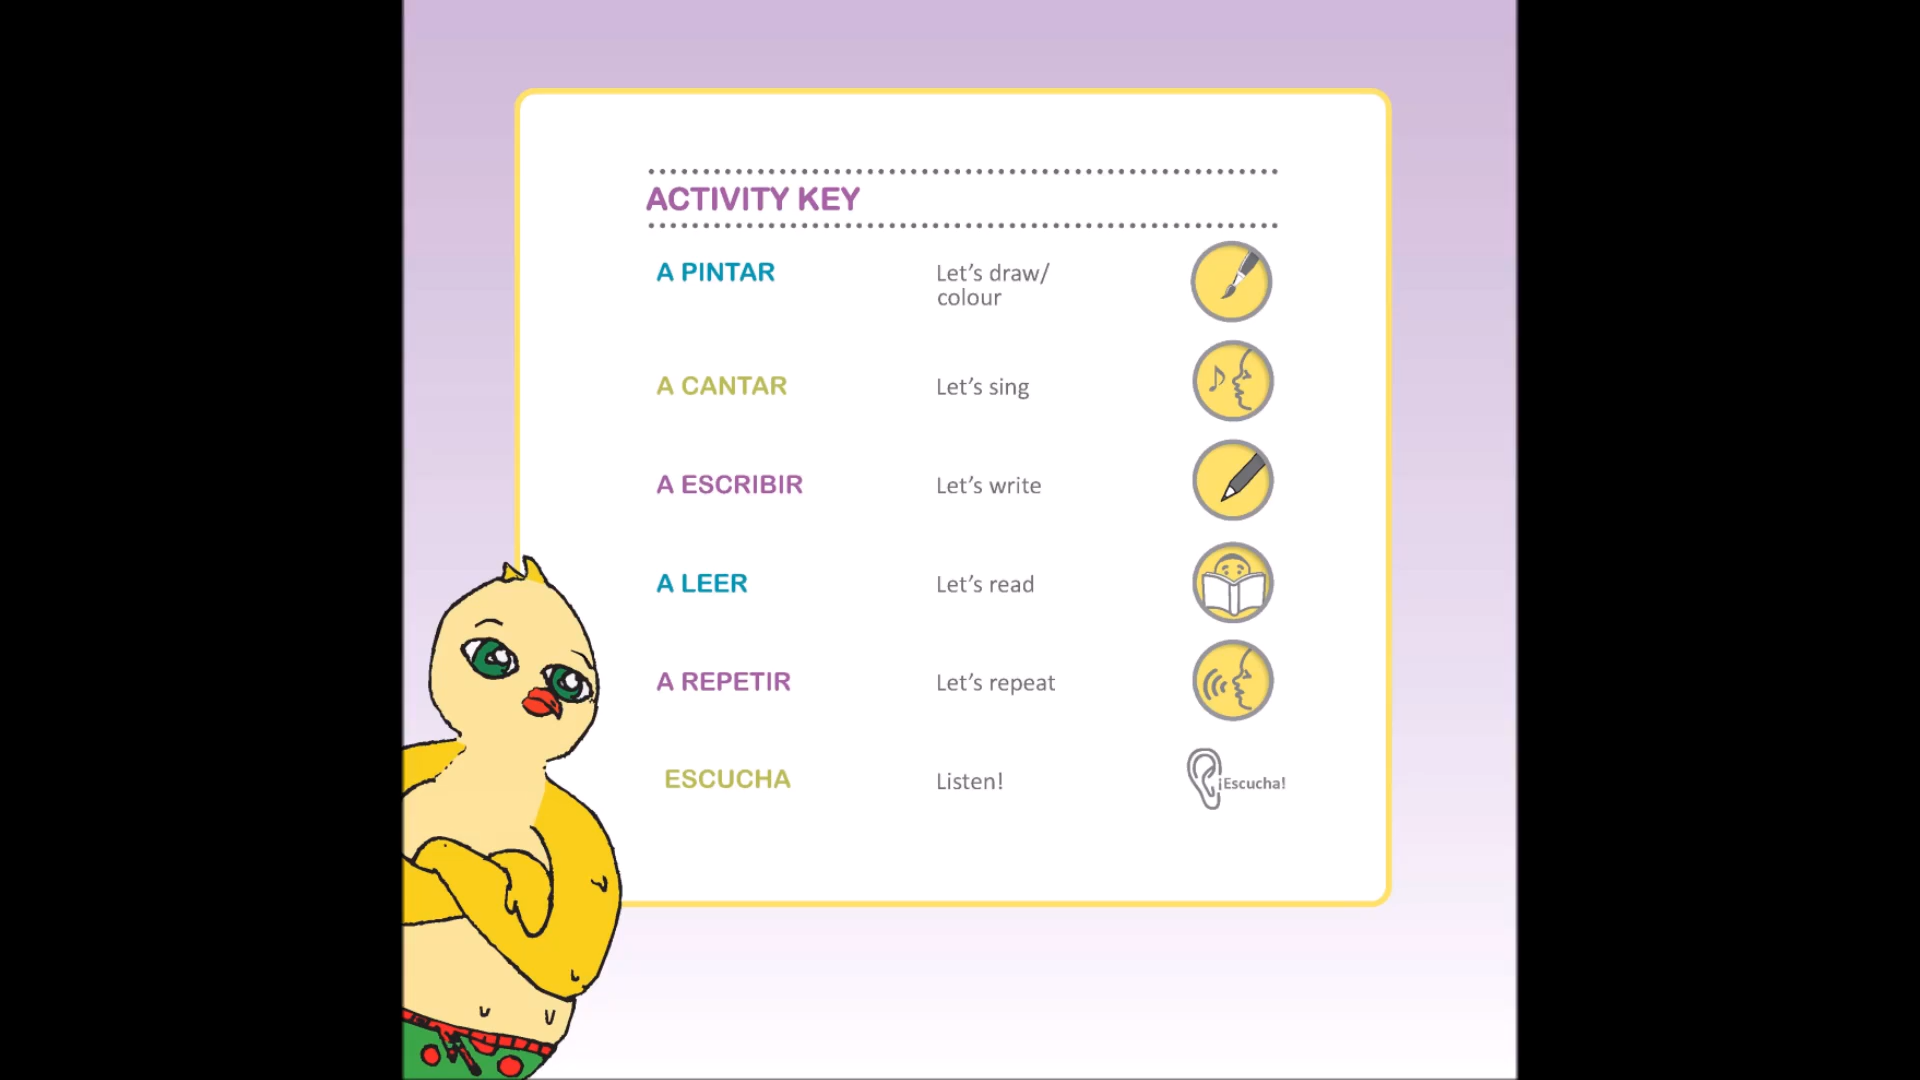 ACTIVITY KEY
A PINTAR
Let's draw/
colour
A CANTAR
Let's sing
A ESCRIBIR
Let's write
A LEER
Let's read
A REPETIR
Let's repeat
ESCUCHA
Listen!
¡Escucha!